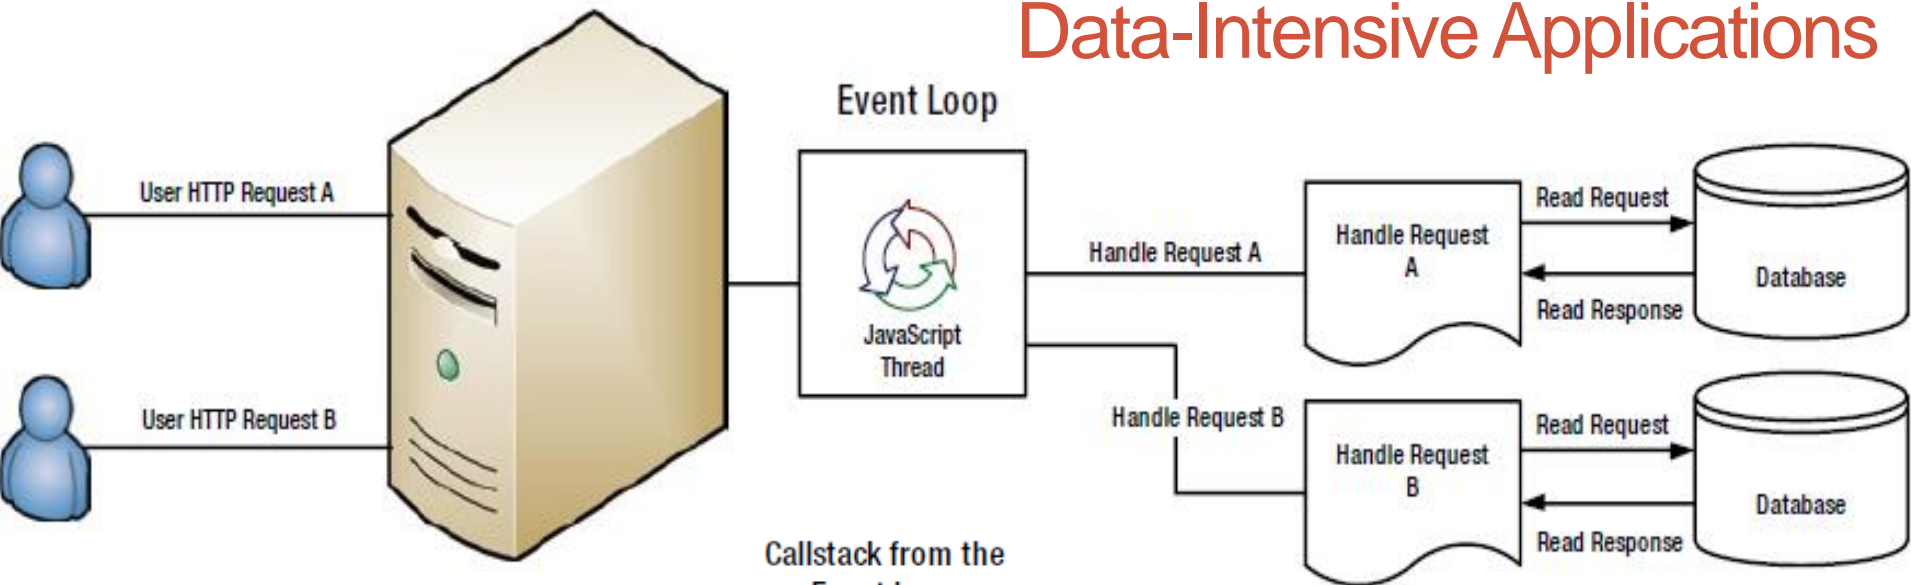 Data-Intensive Applications
Event Loop
User HTTP Request A
JavaScript
Thread
Handle Request A
Handle Request
A
Read Request
Read Response
Database
User HTTP Request B
Handle Request B
Handle Request
B
Read Request
Read Response
Database
Callstack from the